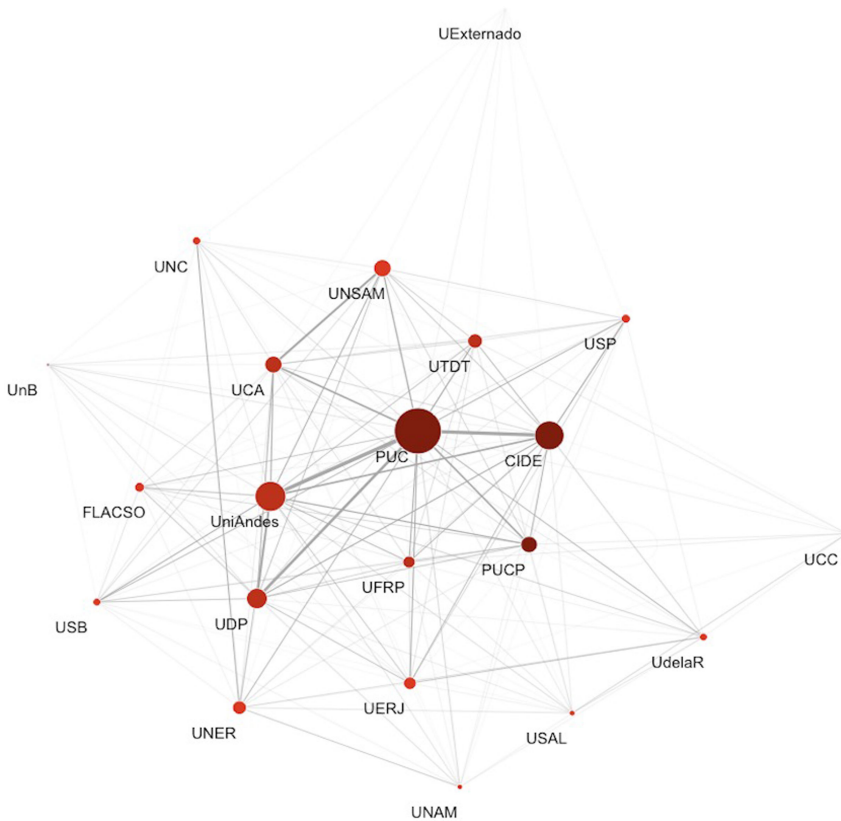 UExternado
UNC
UNSAM
USP
UTDT
UnB
UCA
PUC
CIDE
FLACSO
UniAndes
UCC
UFRP
PUCP
UDP
USB
UdelaR
UERJ
UNER
USAL
UNAM